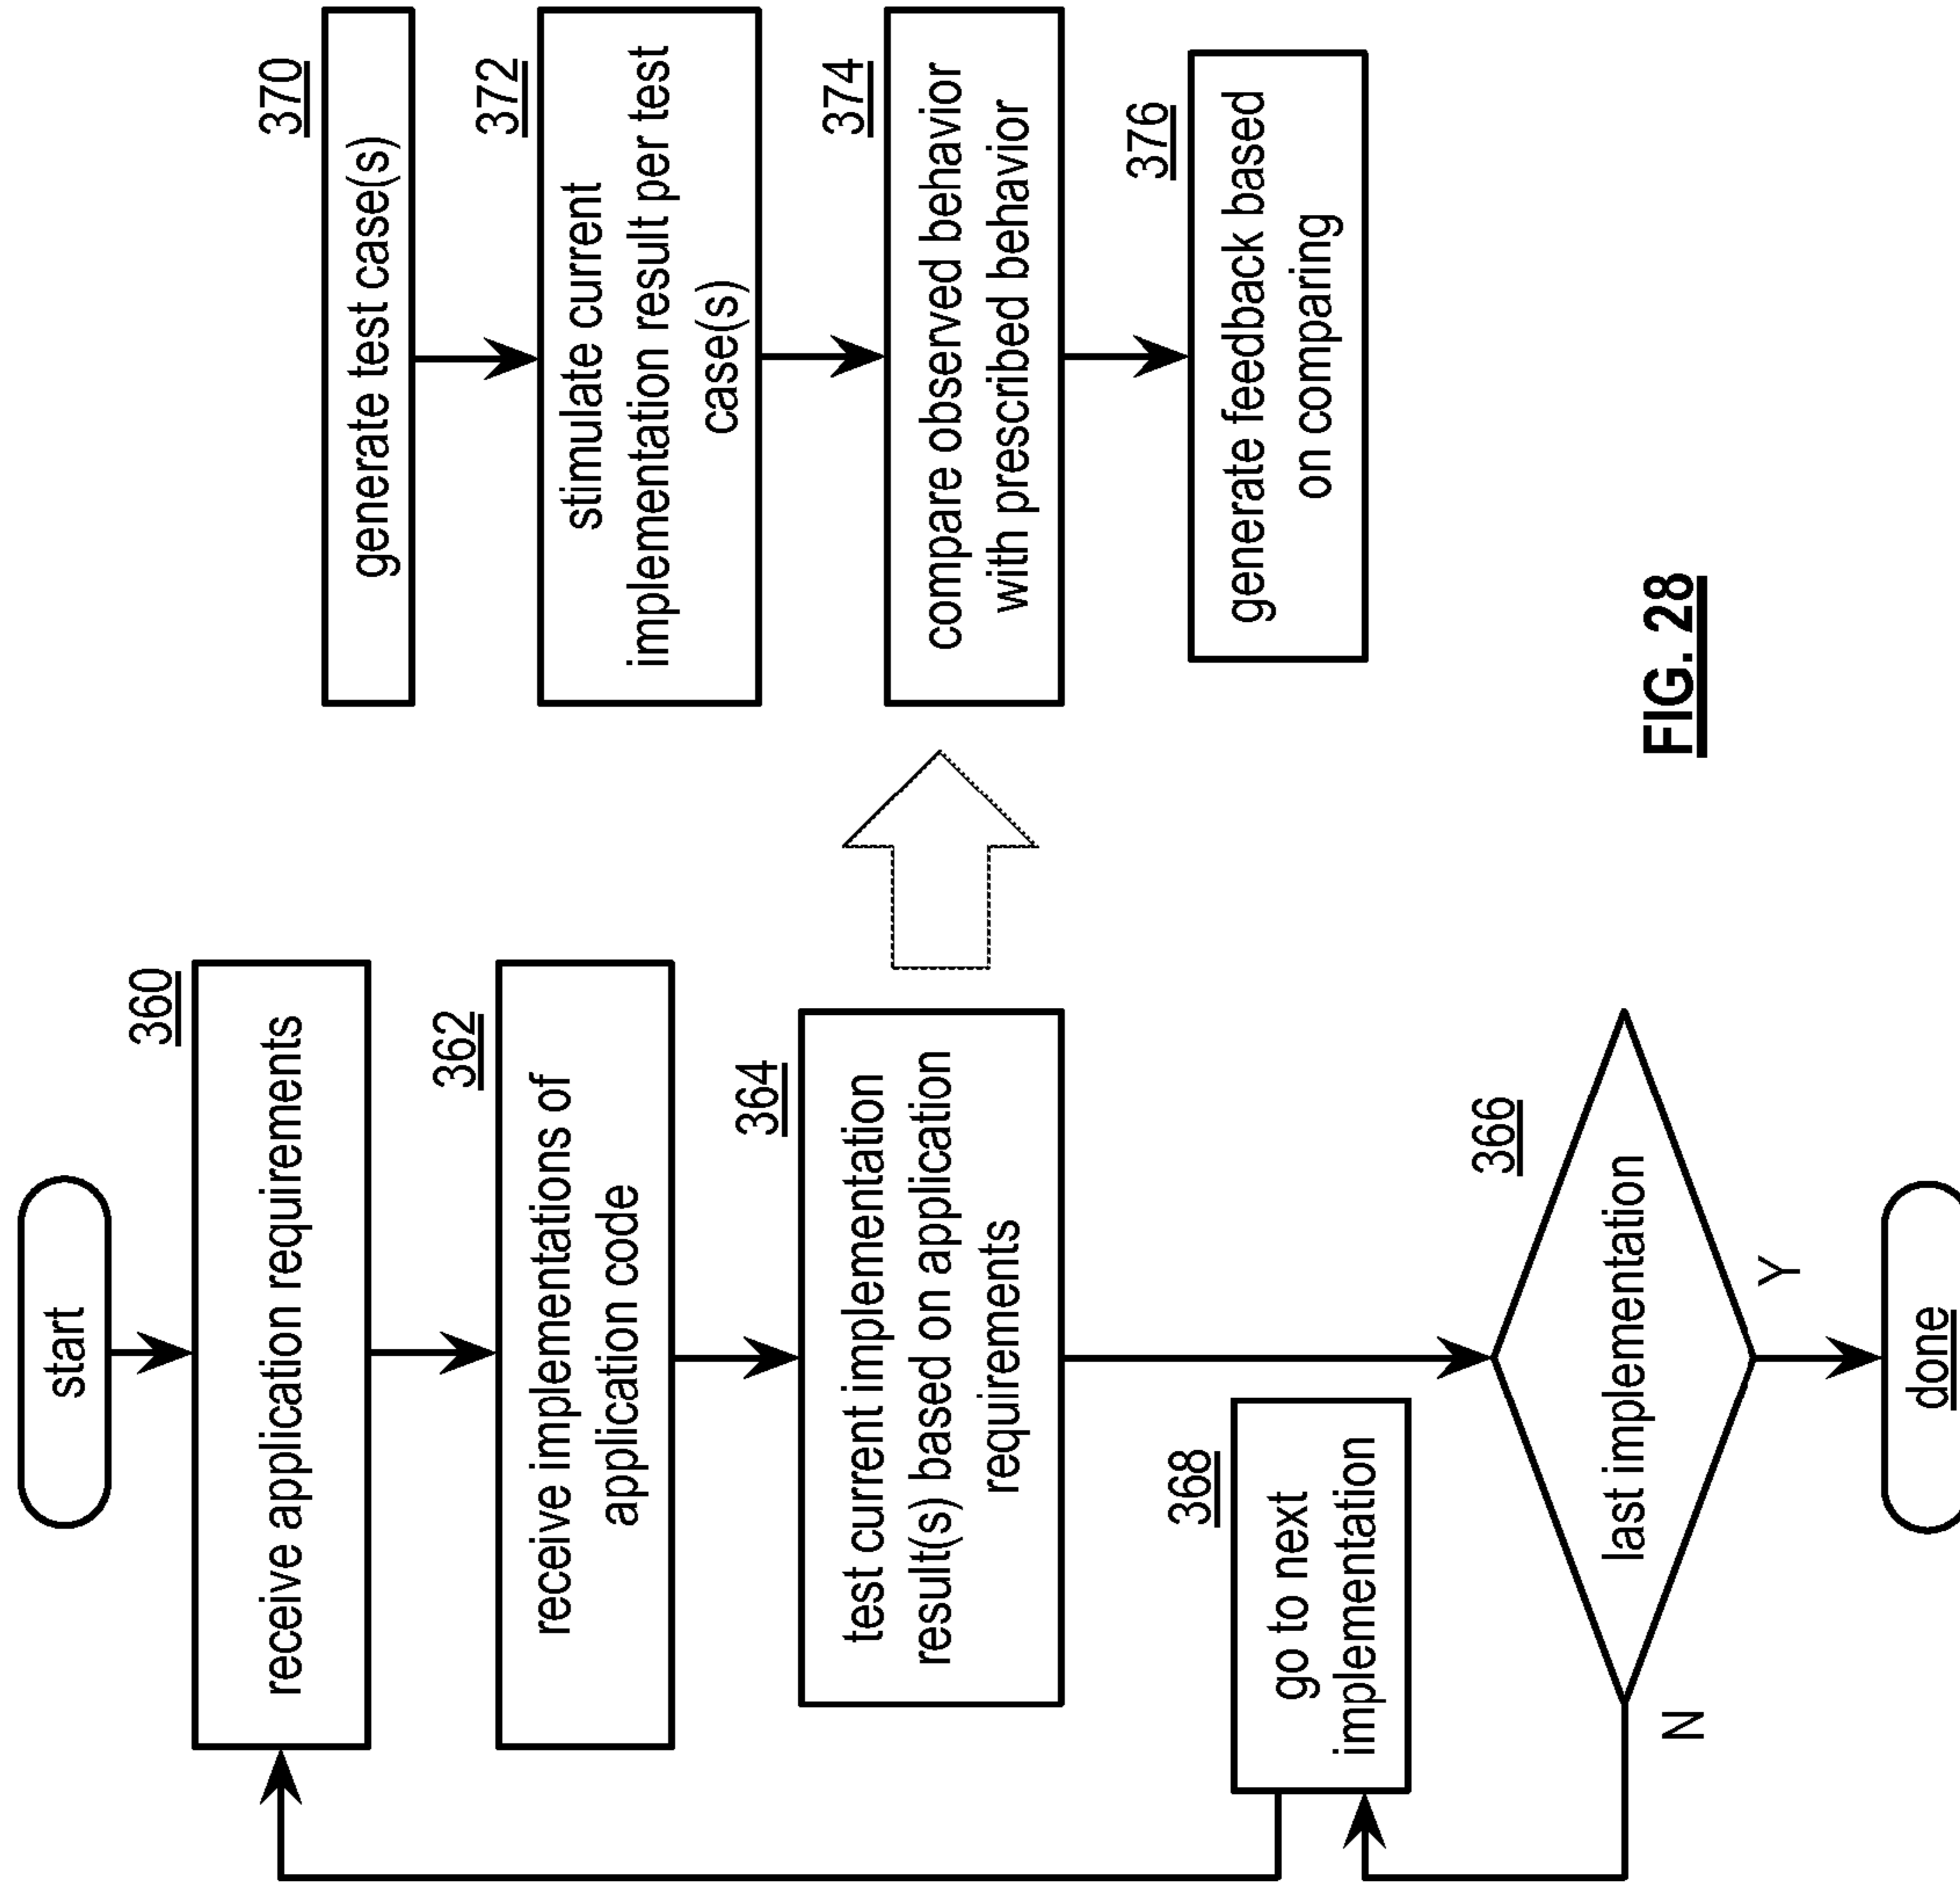 start
360
receive application requirements
362
receive implementations of
application code
364
test current implementation
result(s) based on application
requirements
368
go to next
implementation
366
last implementation
N
Y
done
370
generate test case(s)
372
stimulate current
implementation result per test
case(s)
374
compare observed behavior
with prescribed behavior
376
generate feedback based
on comparing
FIG. 28